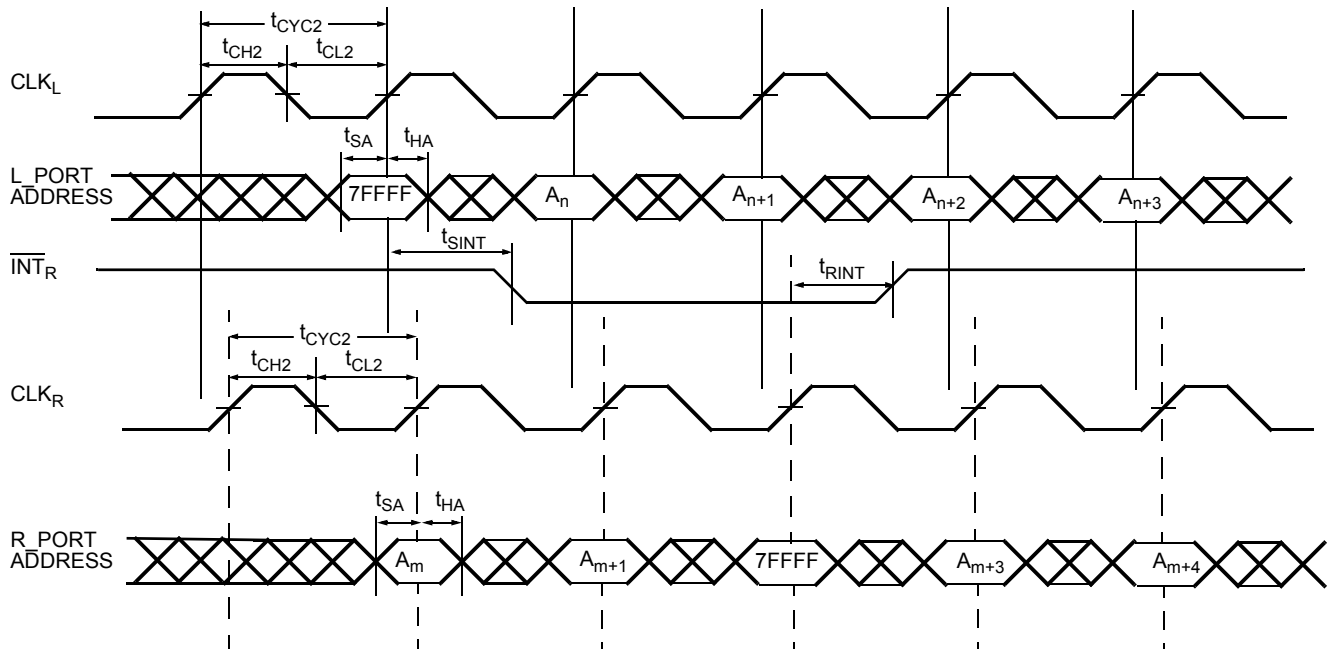 tCYC2
tCH2 tCL2
CLKL
tSA tHA
L_PORT
ADDRESS
7FFFF An An+1 An+2 An+3
tSINT
INTR
tRINT
tCYC2
tCH2 tCL2
CLKR
tSA tHA
R_PORT
ADDRESS
Am Am+1 7FFFF Am+3 Am+4